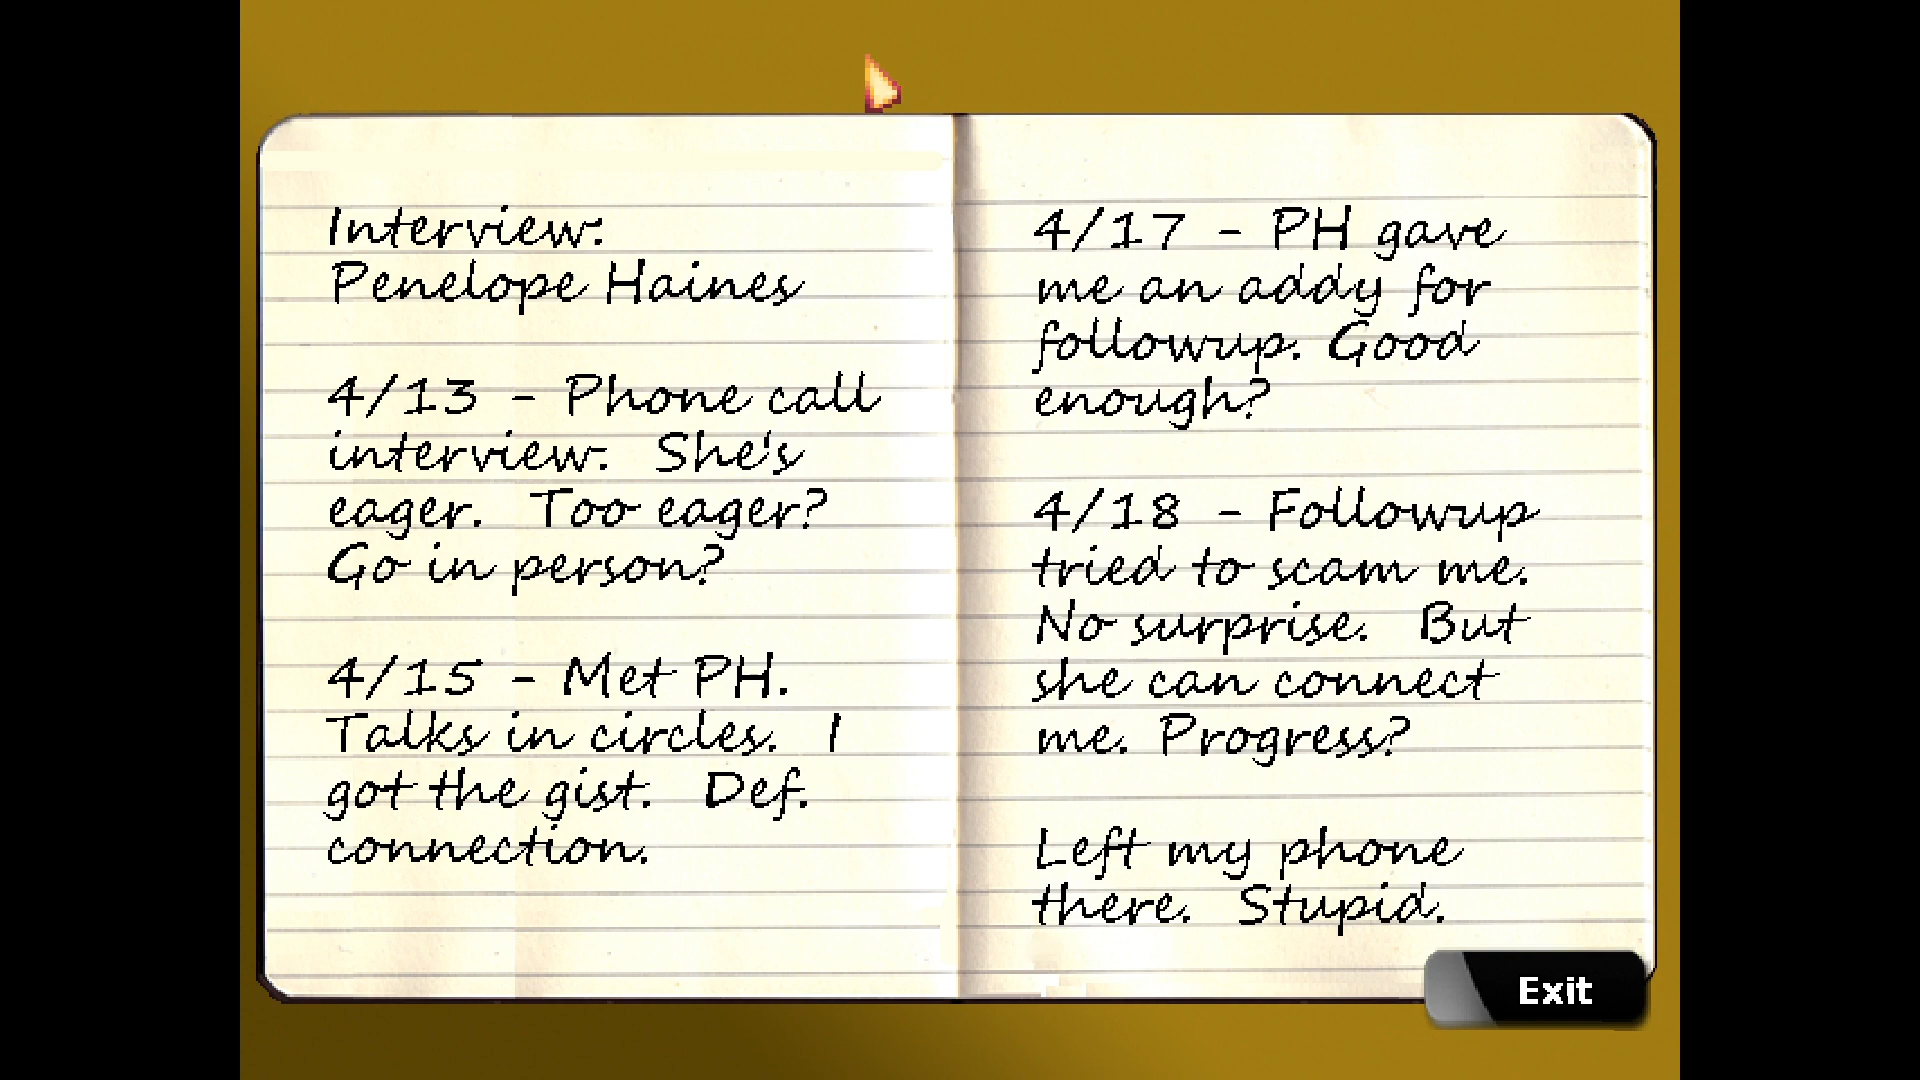 Interview:
Penelope Haines
4/13 - Phone call
interview. She's
eager. Too eager?
Go in person?
4/15 - Met PH.
Talks in circles. I
got the gist. Def.
connection.
4/17 - PH gave
me an addy for
followup. Good
enough?
4/18 - Followup
tried to scam me.
No surprise. But
she can connect
me. Progress?
Left my phone
there. Stupid.
Exit